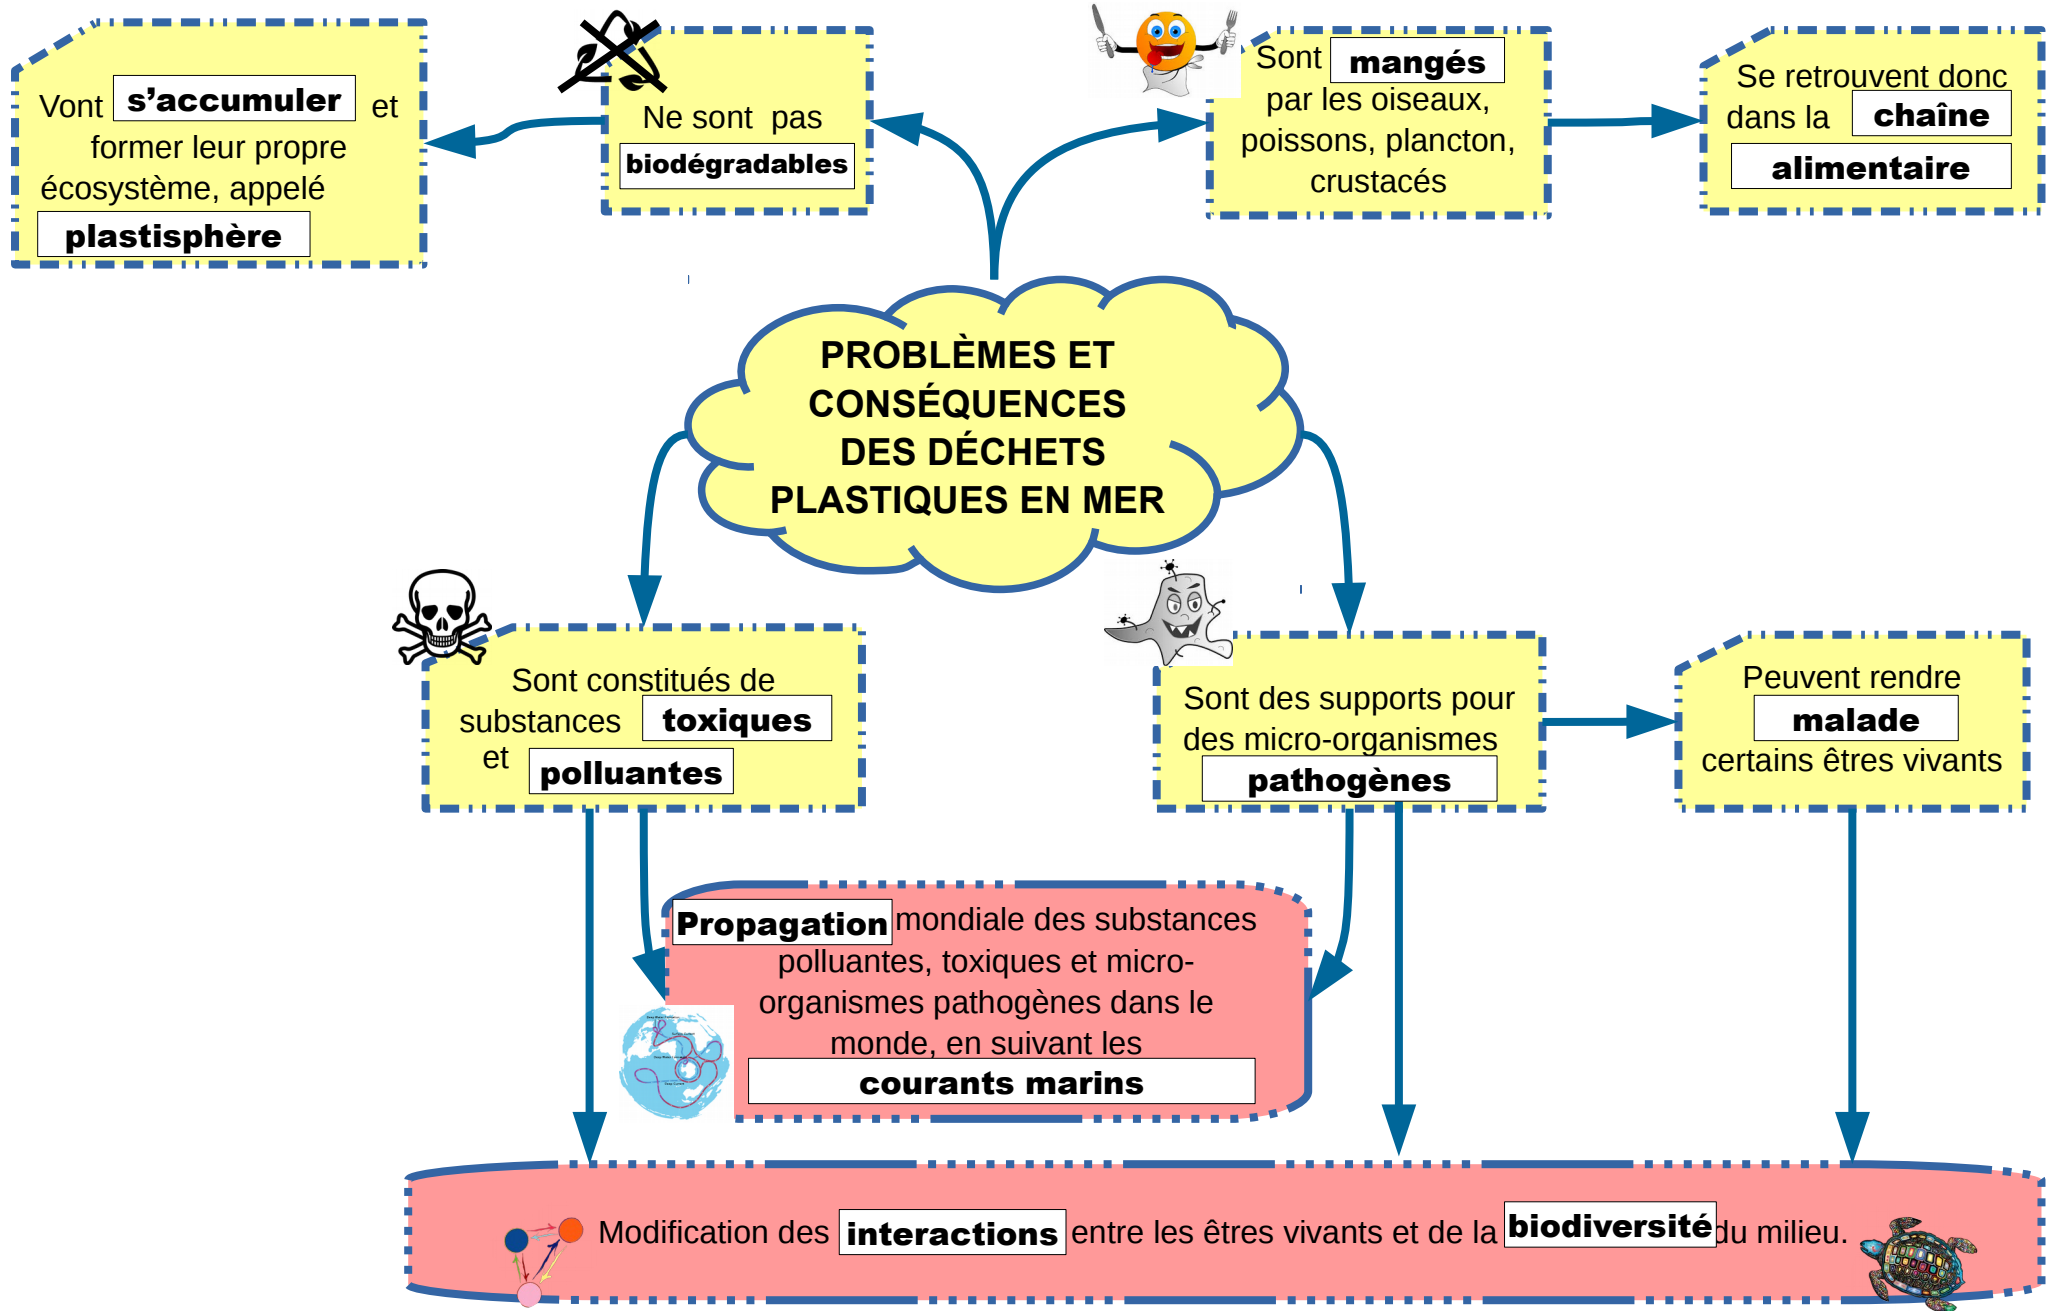 Vont s'accumuler et
former leur propre
écosystème, appelé
plastisphère
Ne sont pas
biodégradables
Sont mangés
par les oiseaux,
poissons, plancton,
crustacés
Se retrouvent donc
dans la chaîne
alimentaire
PROBLÈMES ET
CONSÉQUENCES
DES DÉCHETS
PLASTIQUES EN MER
Sont constitués de
substances toxiques
et polluantes
Sont des supports pour
des micro-organismes
pathogènes
Peuvent rendre
malade
certains êtres vivants
Propagation mondiale des substances
polluantes, toxiques et micro-
organismes pathogènes dans le
monde, en suivant les
courants marins
Modification des interactions entre les êtres vivants et de la biodiversité du milieu.